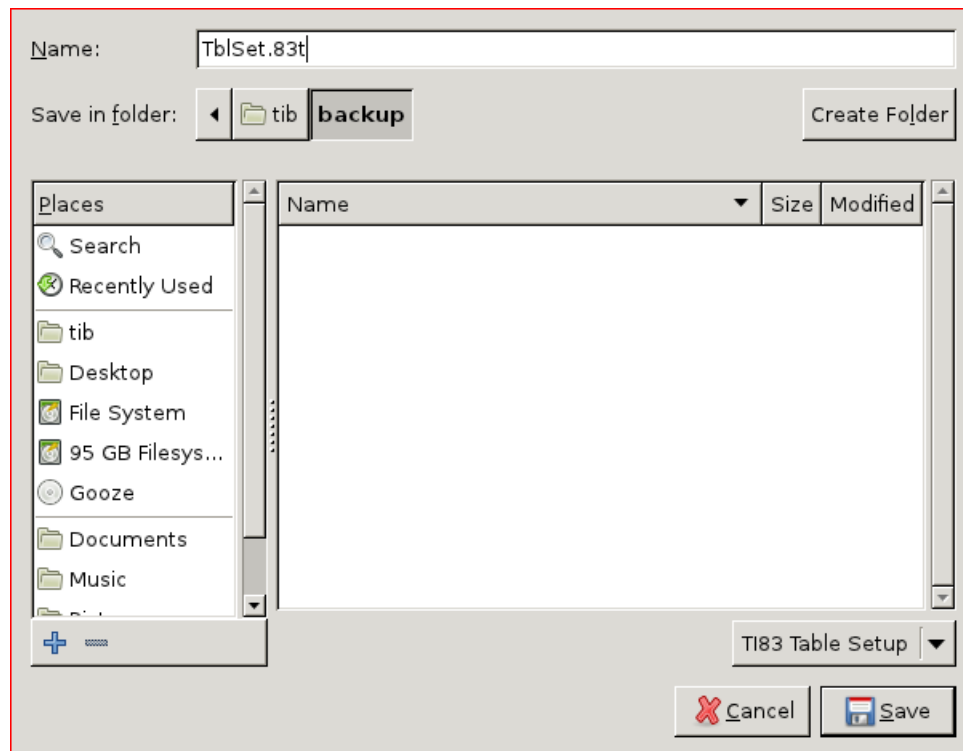 Name: TblSet.83t
Save in folder: tib backup Create Folder
Places Name Size Modified
Search
Recently Used
tib
Desktop
File System
95 GB Filesys...
Gooze
Documents
Music
TI83 Table Setup
Cancel Save